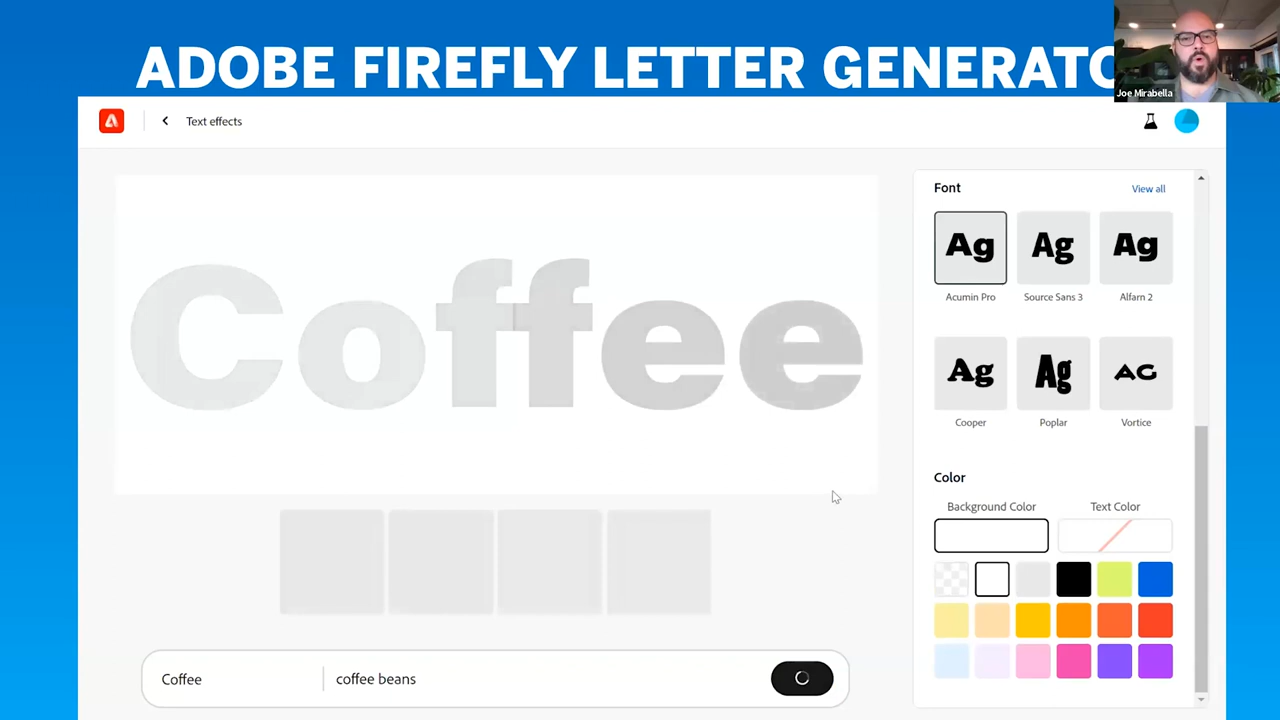 ADOBE FIREFLY LETTER GENERATO
Joe Mirabella
Text effects
Coffee
Font
View all
Ag
Ag
Ag
Acumin Pro
Source Sans 3
Alfarn 2
Ag
Ag
AG
Cooper
Poplar
Vortice
Color
Background Color
Text Color
Coffee
coffee beans